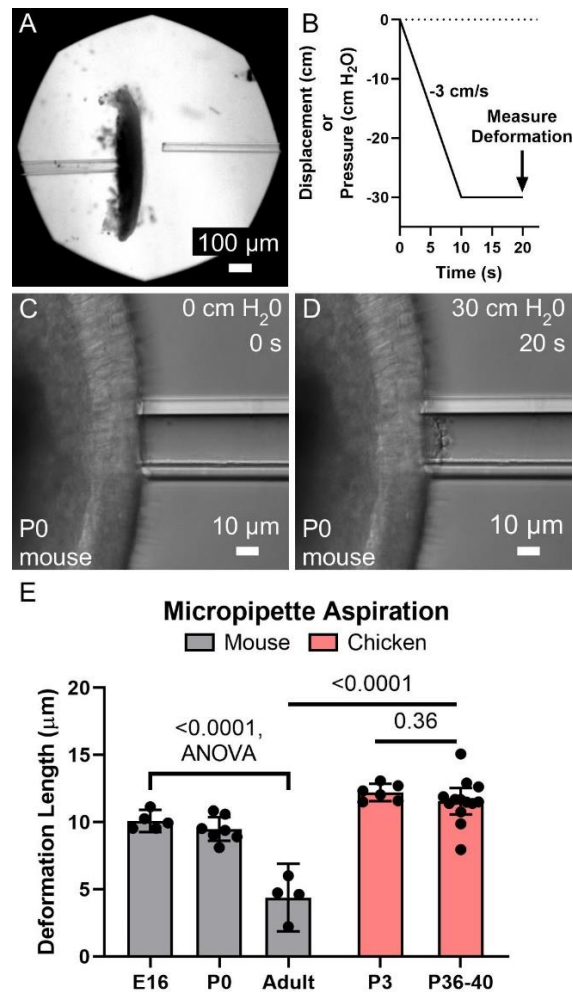 A
100 µm
B
Displacement (cm)
or
Pressure (cm H₂O)
0
-10
-20
-30
-3 cm/s
Measure
Deformation
0 5 10 15 20
Time (s)
C
0 cm H₂0
0 s
P0
mouse
10 µm
D
30 cm H₂0
20 s
P0
mouse
10 µm
E
Micropipette Aspiration
Mouse Chicken
Deformation Length (µm)
20
15
10
5
0
<0.0001,
ANOVA
<0.0001
0.36
E16 P0 Adult P3 P36-40